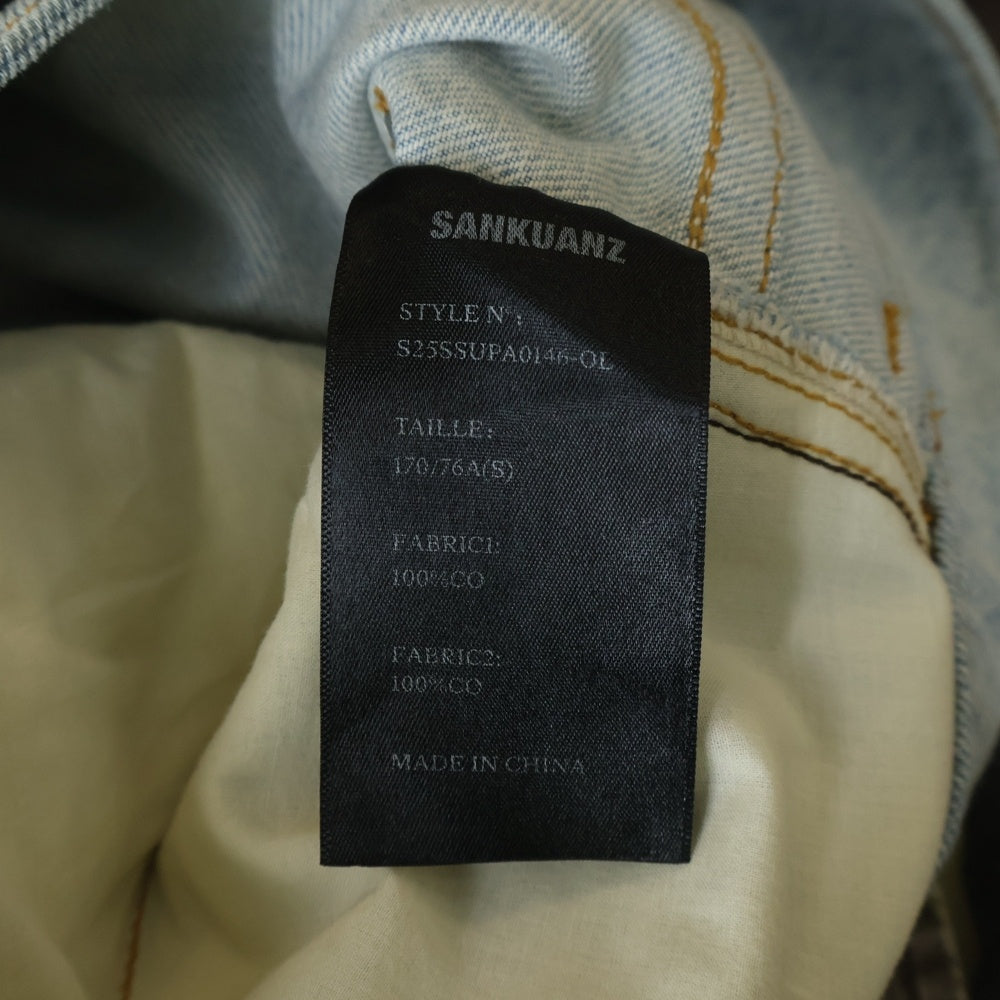 SANKUANZ
STYLE N°:
S25SSUPA0146-OL
TAILLE:
170/76A(S)
FABRIC1:
100%CO
FABRIC2:
100%CO
MADE IN CHINA